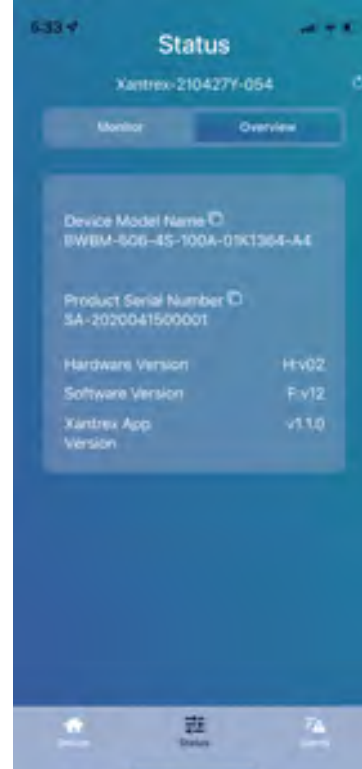 6:33
Status
Xantrex-210427Y-054
Monitor Overview
Device Model Name
BWBM-606-4S-100A-01K1364-A4
Product Serial Number
SA-2020041500001
Hardware Version H:v02
Software Version F:v12
Xantrex App v1.1.0
Version
Status